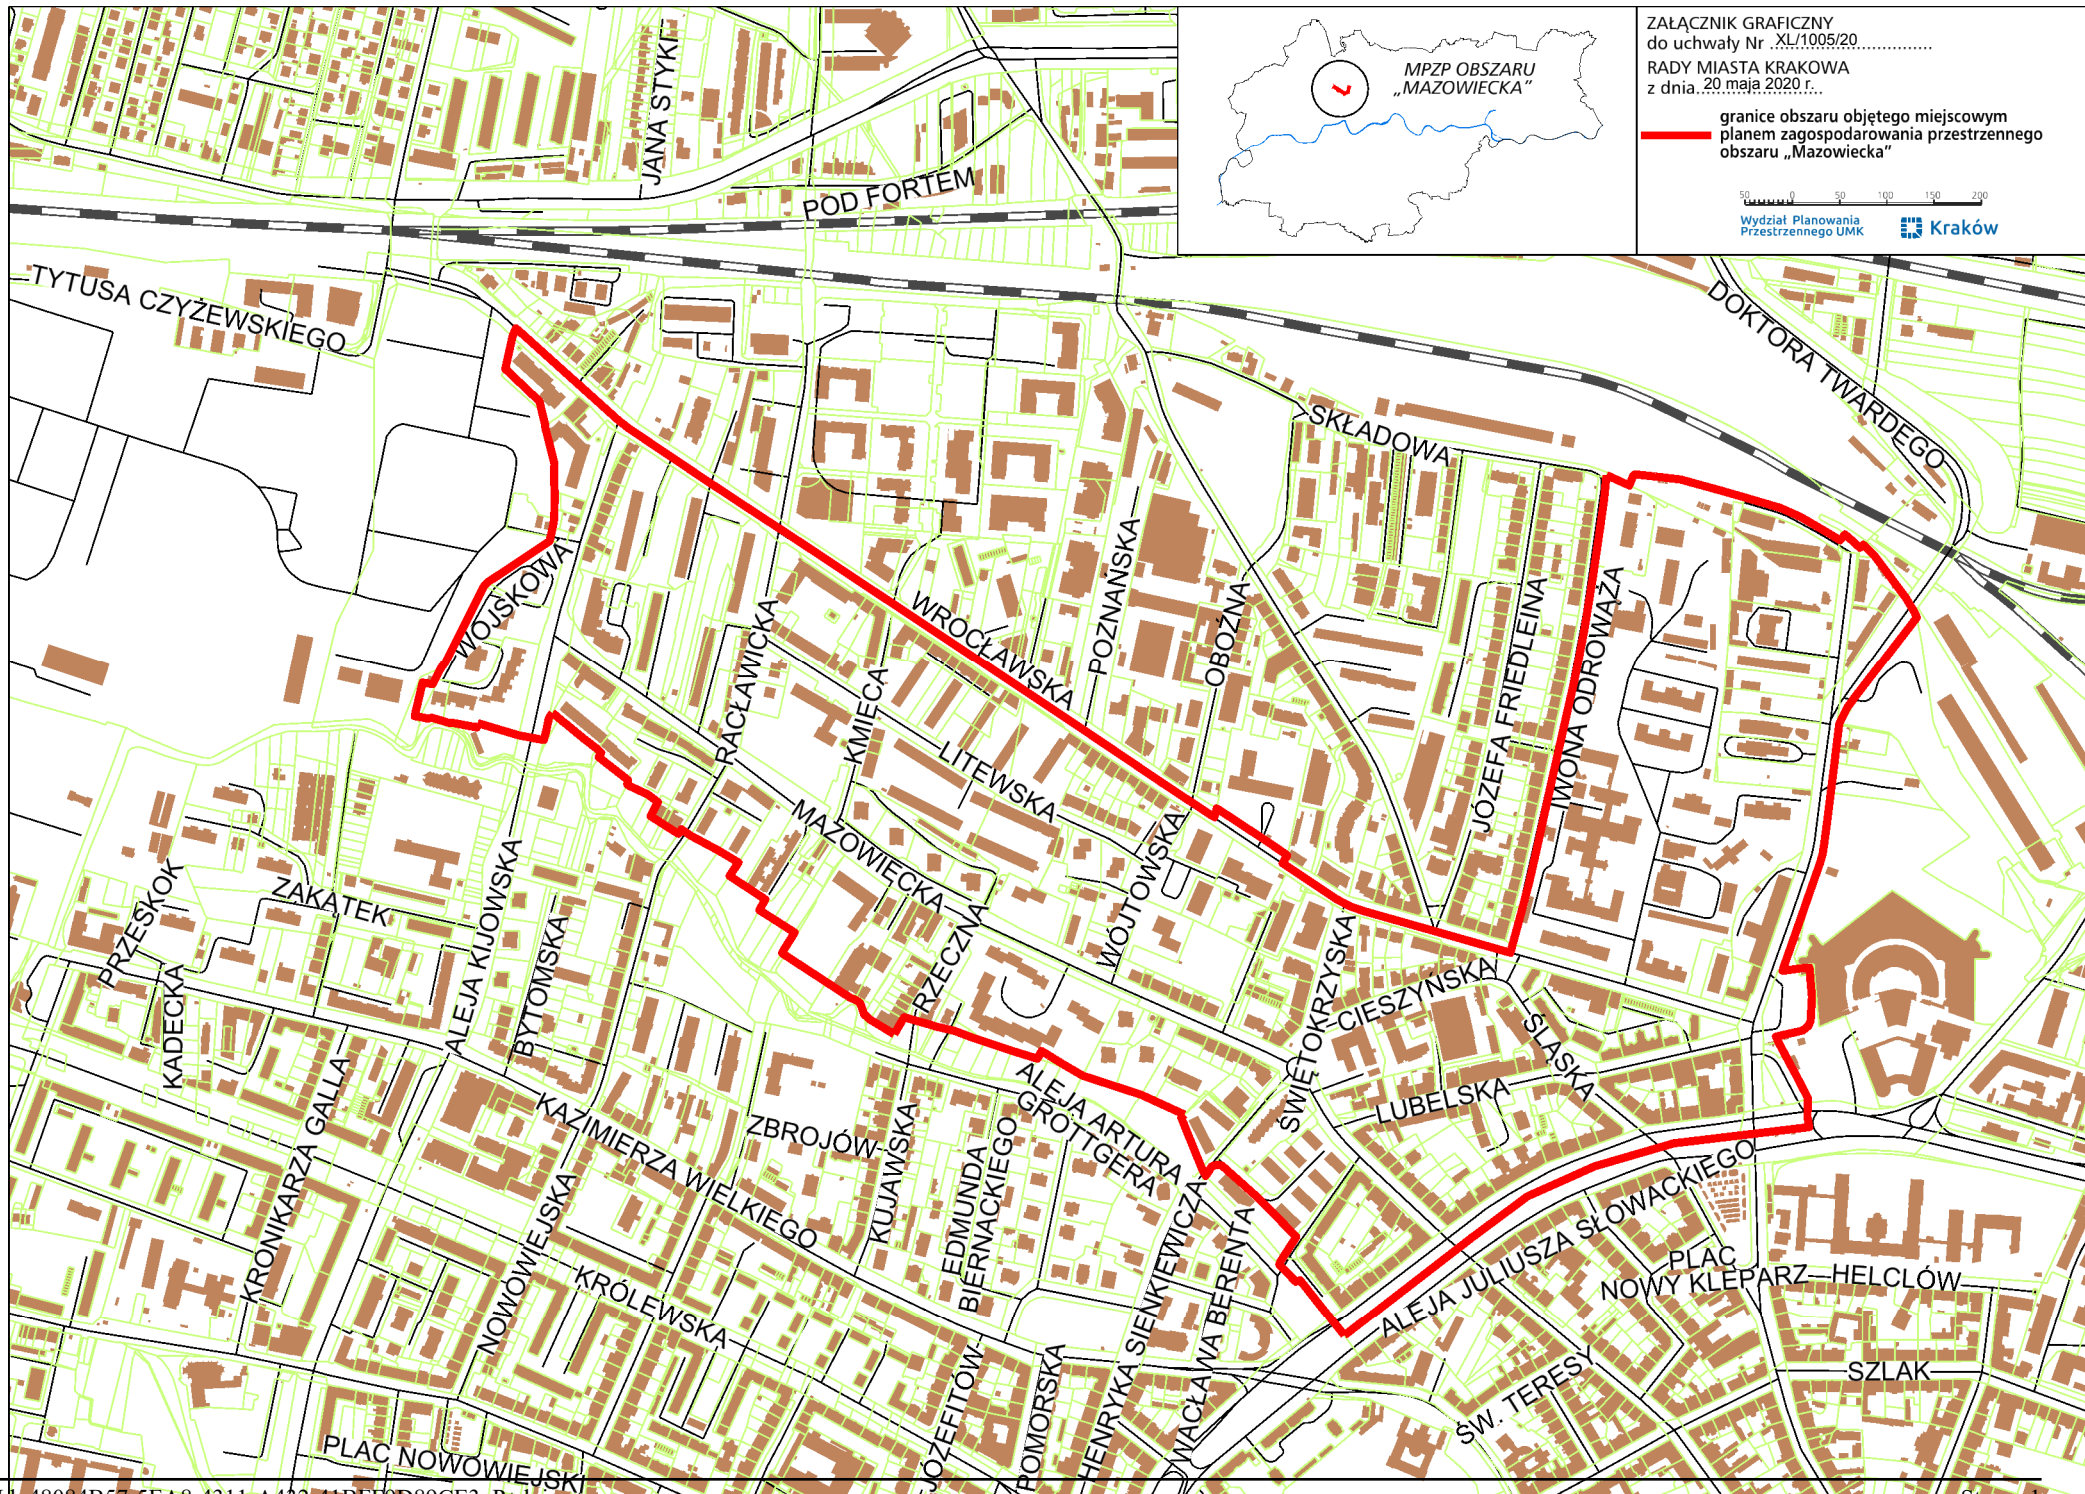 MPZP OBSZARU
„MAZOWIECKA”
ZAŁĄCZNIK GRAFICZNY
do uchwały Nr XL/1005/20
RADY MIASTA KRAKOWA
z dnia 20 maja 2020 r.
granice obszaru objętego miejscowym
planem zagospodarowania przestrzennego
obszaru „Mazowiecka”
50 0 50 100 150 200
Wydział Planowania
Przestrzennego UMK
Kraków
JANA STYKI
POD FORTEM
TYTUSA CZYŻEWSKIEGO
DOKTORA TWARDEGO
SKŁADOWA
WOJSKOWA
RACŁAWICKA
KMIECA
WROCŁAWSKA
POZNAŃSKA
OBOŹNA
JÓZEFA FRIEDLEINA
IWONA ODROWĄŻA
LITEWSKA
MAZOWIECKA
WÓJTOWSKA
PRZESKOK
ZAKĄTEK
KADECKA
ALEJA KIJOWSKA
BYTOMSKA
RZECZNA
ŚWIĘTOKRZYSKA
CIESZYŃSKA
ŚLĄSKA
LUBELSKA
ALEJA ARTURA
GROTTGERA
KRONIKARZA GALLA
KAZIMIERZA WIELKIEGO
ZBROJÓW
KUJAWSKA
EDMUNDA
BIERNACKIEGO
NOWOWIEJSKA
KRÓLEWSKA
HENRYKA SIENKIEWICZA
WACŁAWA BERENTA
ALEJA JULIUSZA SŁOWACKIEGO
PLAC
NOWY KLEPARZ
HELCLÓW
SZLAK
ŚW. TERESY
JÓZEFITÓW
POMORSKA
PLAC NOWOWIEJSKI